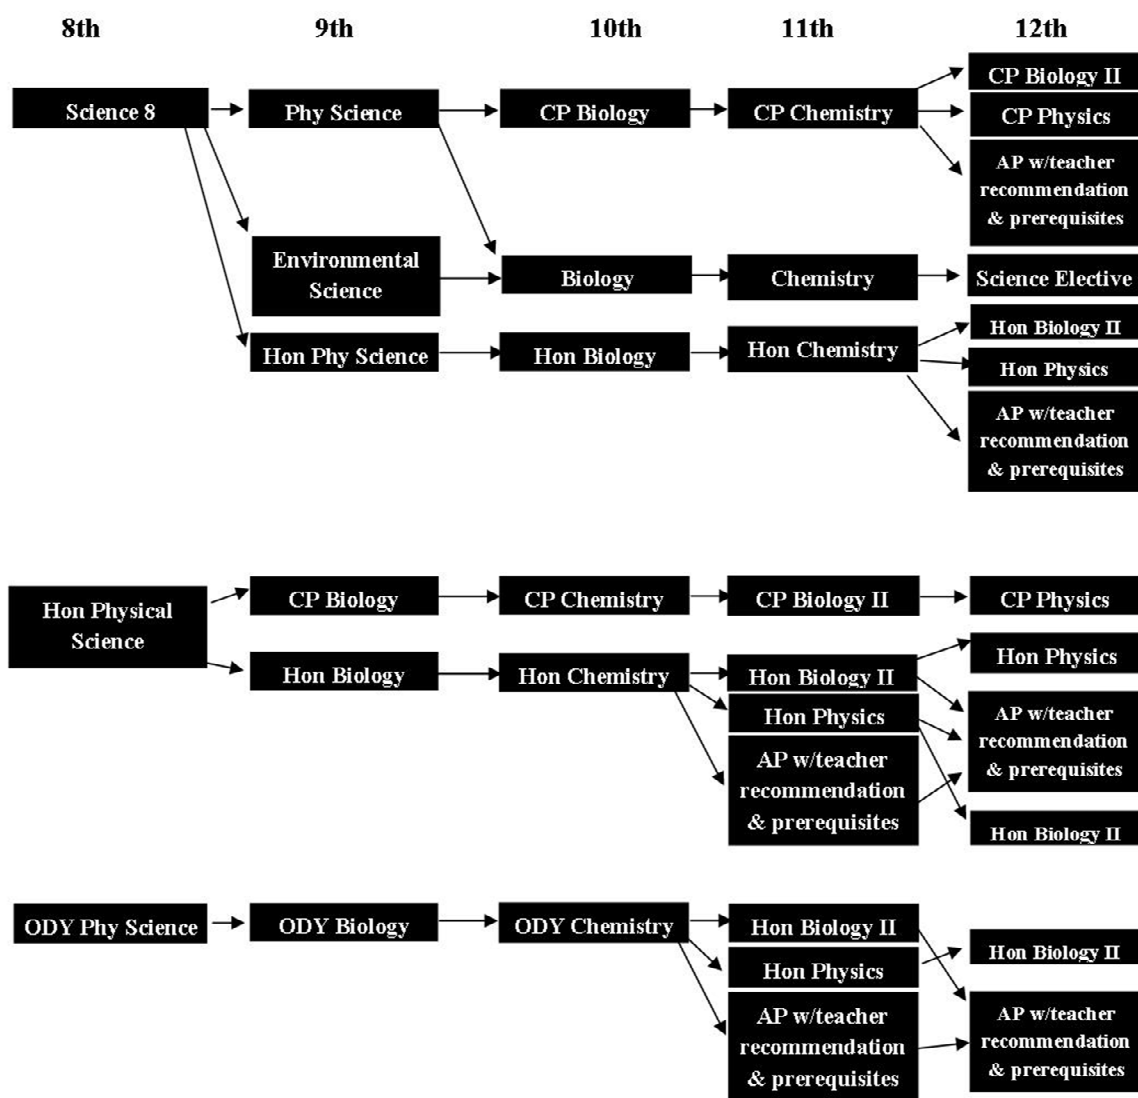 8th 9th 10th 11th 12th
CP Biology II
Science 8 Phy Science CP Biology CP Chemistry CP Physics
AP w/teacher
recommendation
& prerequisites
Environmental
Science
Biology Chemistry Science Elective
Hon Biology II
Hon Phy Science Hon Biology Hon Chemistry
Hon Physics
AP w/teacher
recommendation
& prerequisites
Hon Physical
Science
CP Biology CP Chemistry CP Biology II CP Physics
Hon Physics
Hon Biology Hon Chemistry Hon Biology II
Hon Physics
AP w/teacher
recommendation
& prerequisites
AP w/teacher
recommendation
& prerequisites
Hon Biology II
ODY Phy Science ODY Biology ODY Chemistry Hon Biology II
Hon Biology II
Hon Physics
AP w/teacher
recommendation
& prerequisites
AP w/teacher
recommendation
& prerequisites